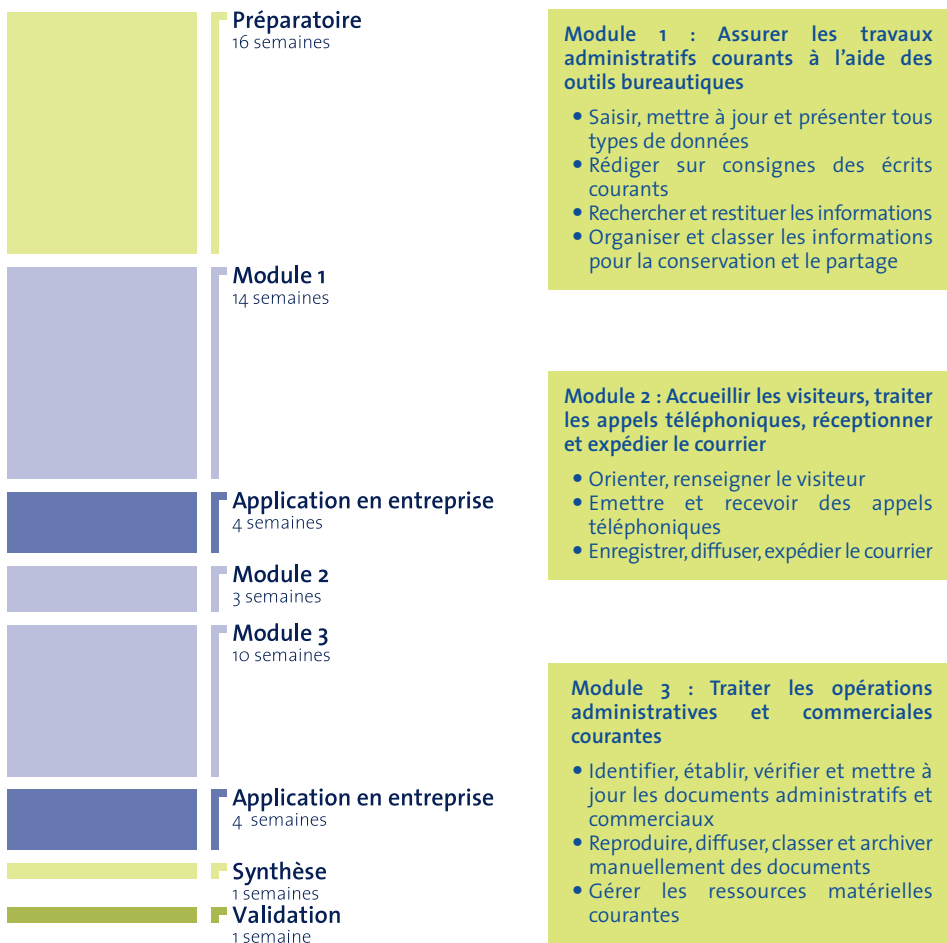 Préparatoire
16 semaines
Module 1
14 semaines
Application en entreprise
4 semaines
Module 2
3 semaines
Module 3
10 semaines
Application en entreprise
4 semaines
Synthèse
1 semaines
Validation
1 semaine
Module 1 : Assurer les travaux
administratifs courants à l'aide des
outils bureautiques
• Saisir, mettre à jour et présenter tous
types de données
• Rédiger sur consignes des écrits
courants
• Rechercher et restituer les informations
• Organiser et classer les informations
pour la conservation et le partage
Module 2 : Accueillir les visiteurs, traiter
les appels téléphoniques, réceptionner
et expédier le courrier
• Orienter, renseigner le visiteur
• Emettre et recevoir des appels
téléphoniques
• Enregistrer, diffuser, expédier le courrier
Module 3 : Traiter les opérations
administratives et commerciales
courantes
• Identifier, établir, vérifier et mettre à
jour les documents administratifs et
commerciaux
• Reproduire, diffuser, classer et archiver
manuellement des documents
• Gérer les ressources matérielles
courantes